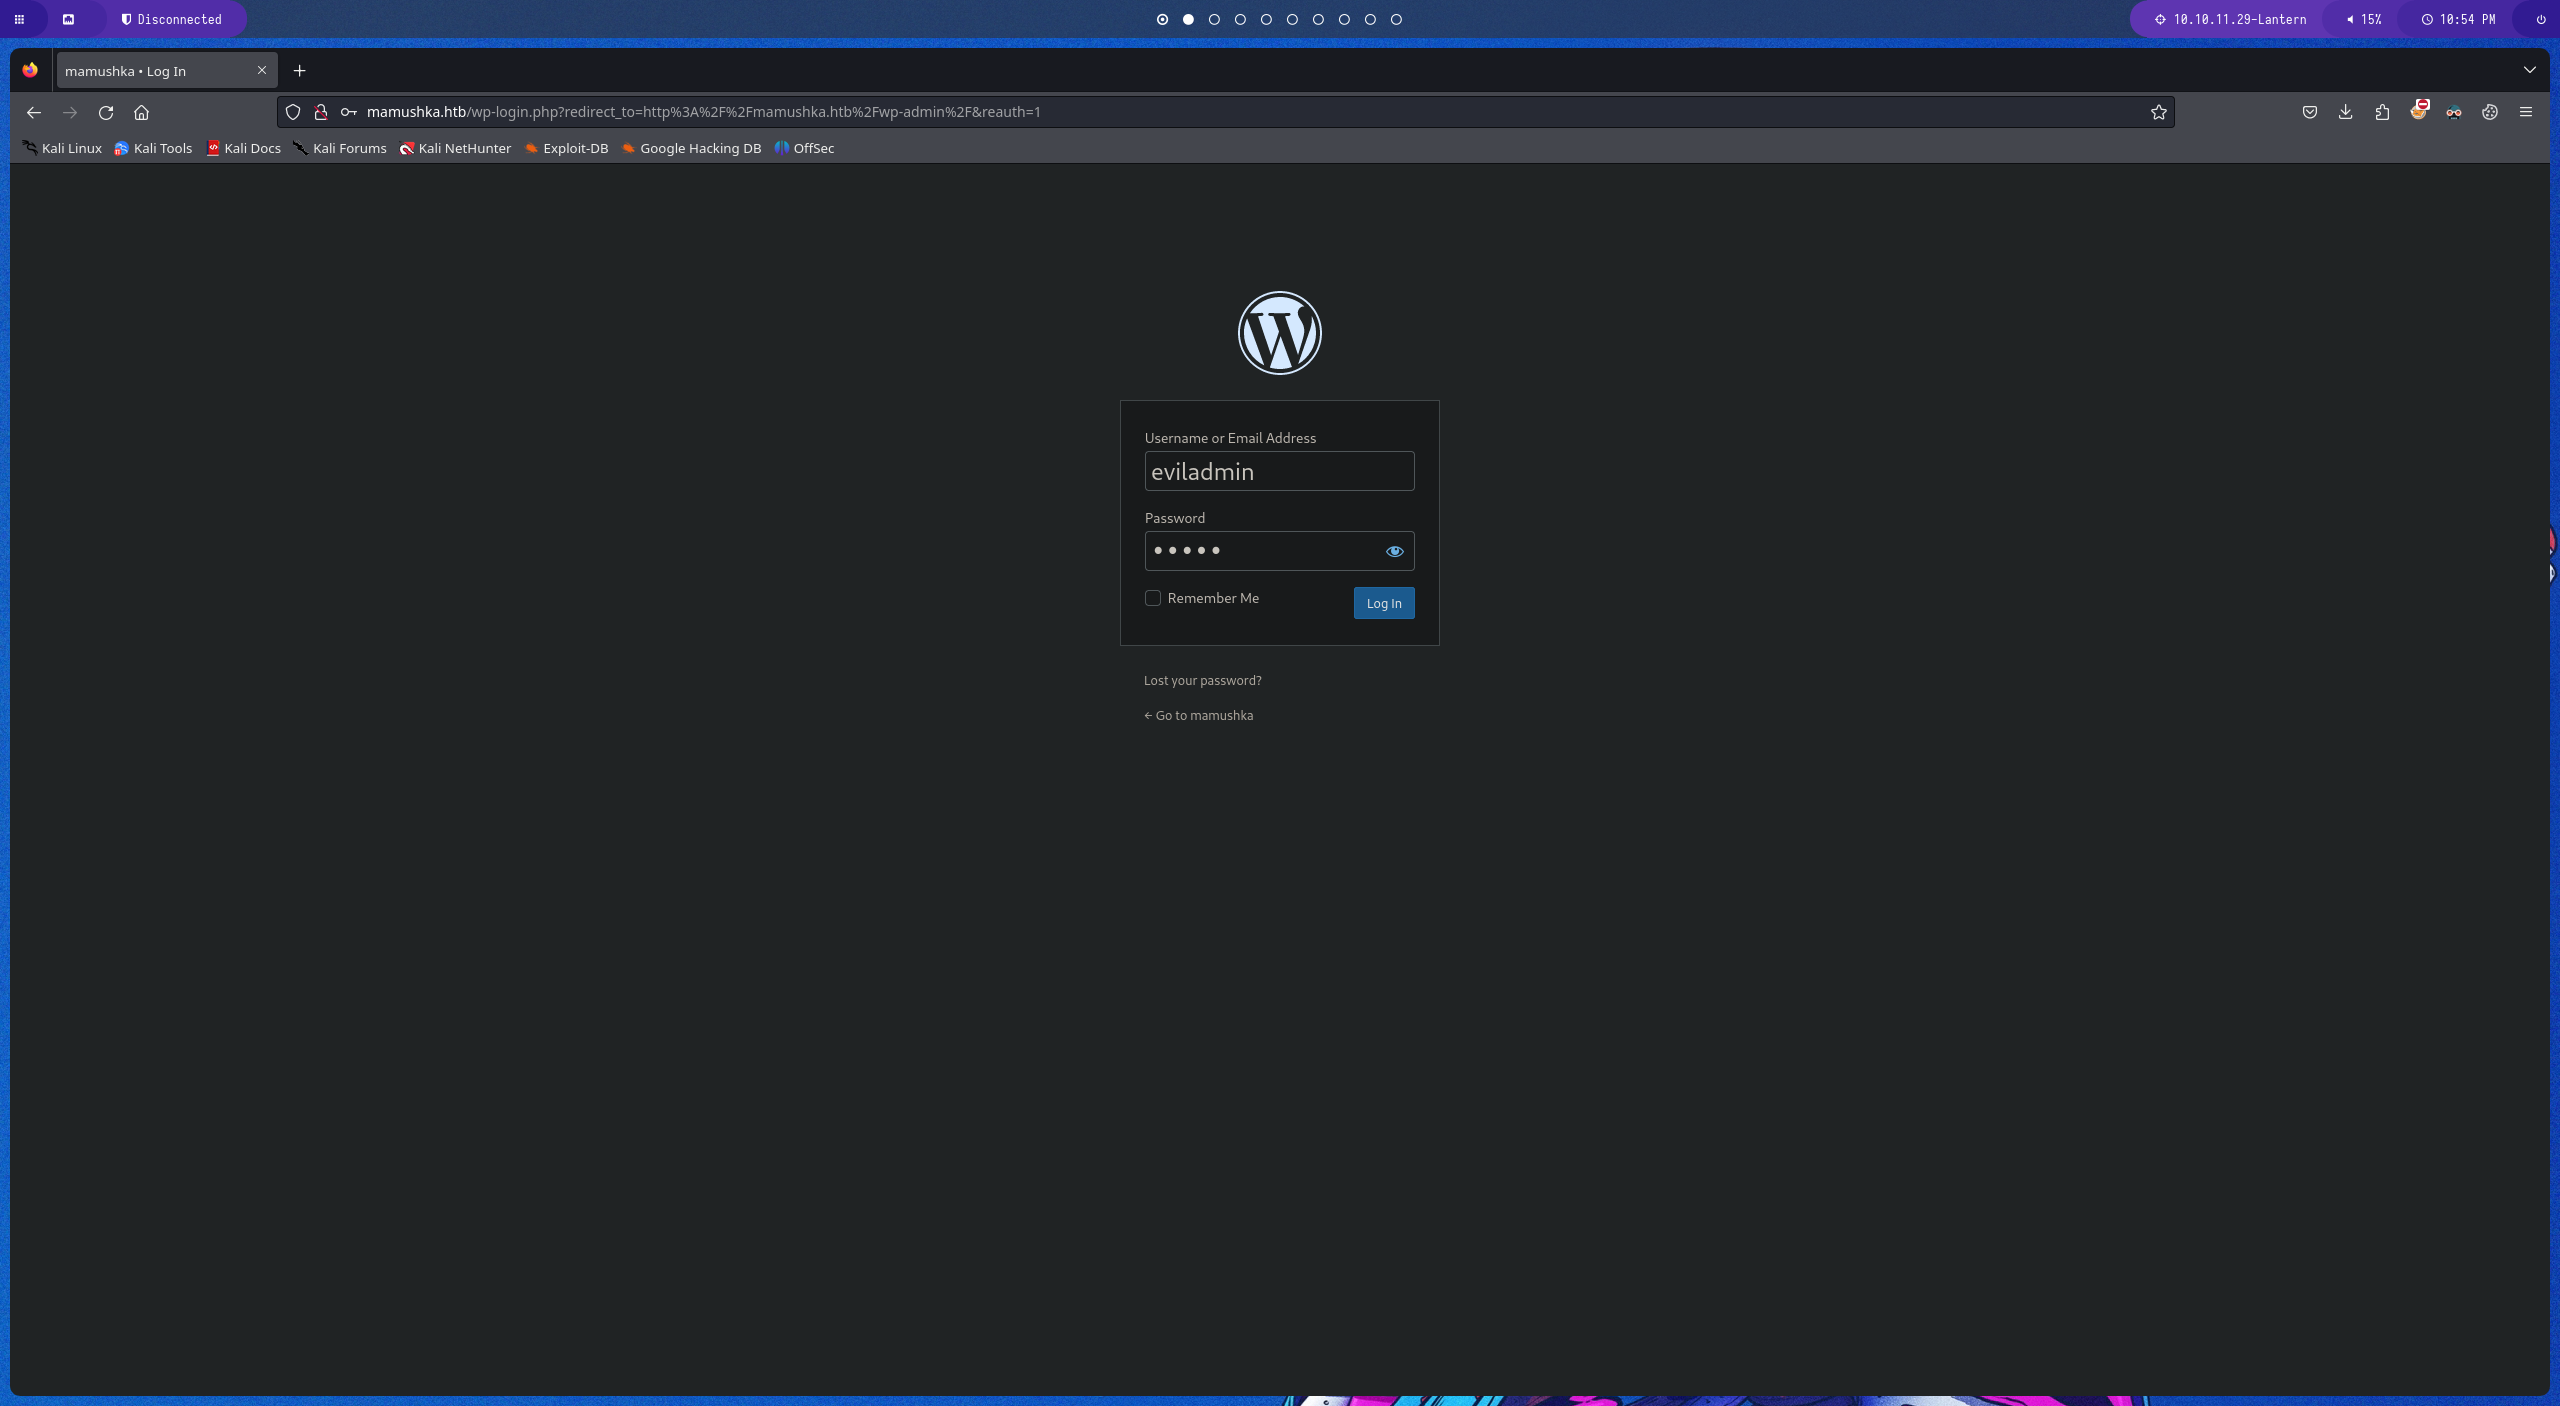 Disconnected
10.10.11.29-Lantern
15%
10:54 PM
mamushka • Log In
mamushka.htb/wp-login.php?redirect_to=http%3A%2F%2Fmamushka.htb%2Fwp-admin%2F&reauth=1
Kali Linux
Kali Tools
Kali Docs
Kali Forums
Kali NetHunter
Exploit-DB
Google Hacking DB
OffSec
Username or Email Address
eviladmin
Password
Remember Me
Log In
Lost your password?
← Go to mamushka